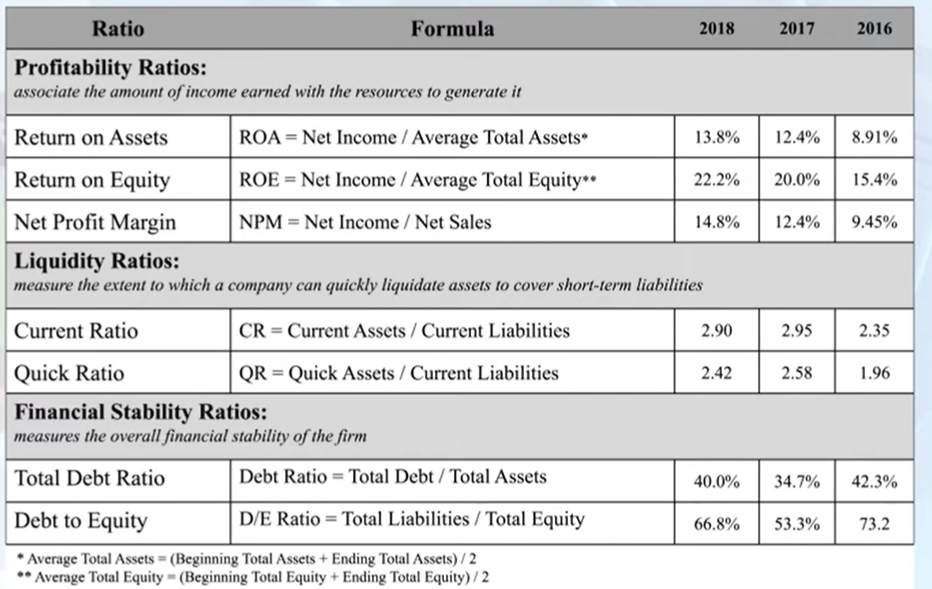 Ratio Formula 2018 2017 2016
Profitability Ratios:
associate the amount of income earned with the resources to generate it
Return on Assets ROA = Net Income / Average Total Assets* 13.8% 12.4% 8.91%
Return on Equity ROE = Net Income / Average Total Equity** 22.2% 20.0% 15.4%
Net Profit Margin NPM = Net Income / Net Sales 14.8% 12.4% 9.45%
Liquidity Ratios:
measure the extent to which a company can quickly liquidate assets to cover short-term liabilities
Current Ratio CR = Current Assets / Current Liabilities 2.90 2.95 2.35
Quick Ratio QR = Quick Assets / Current Liabilities 2.42 2.58 1.96
Financial Stability Ratios:
measures the overall financial stability of the firm
Total Debt Ratio Debt Ratio = Total Debt / Total Assets 40.0% 34.7% 42.3%
Debt to Equity D/E Ratio = Total Liabilities / Total Equity 66.8% 53.3% 73.2
* Average Total Assets = (Beginning Total Assets + Ending Total Assets) / 2
** Average Total Equity = (Beginning Total Equity + Ending Total Equity) / 2